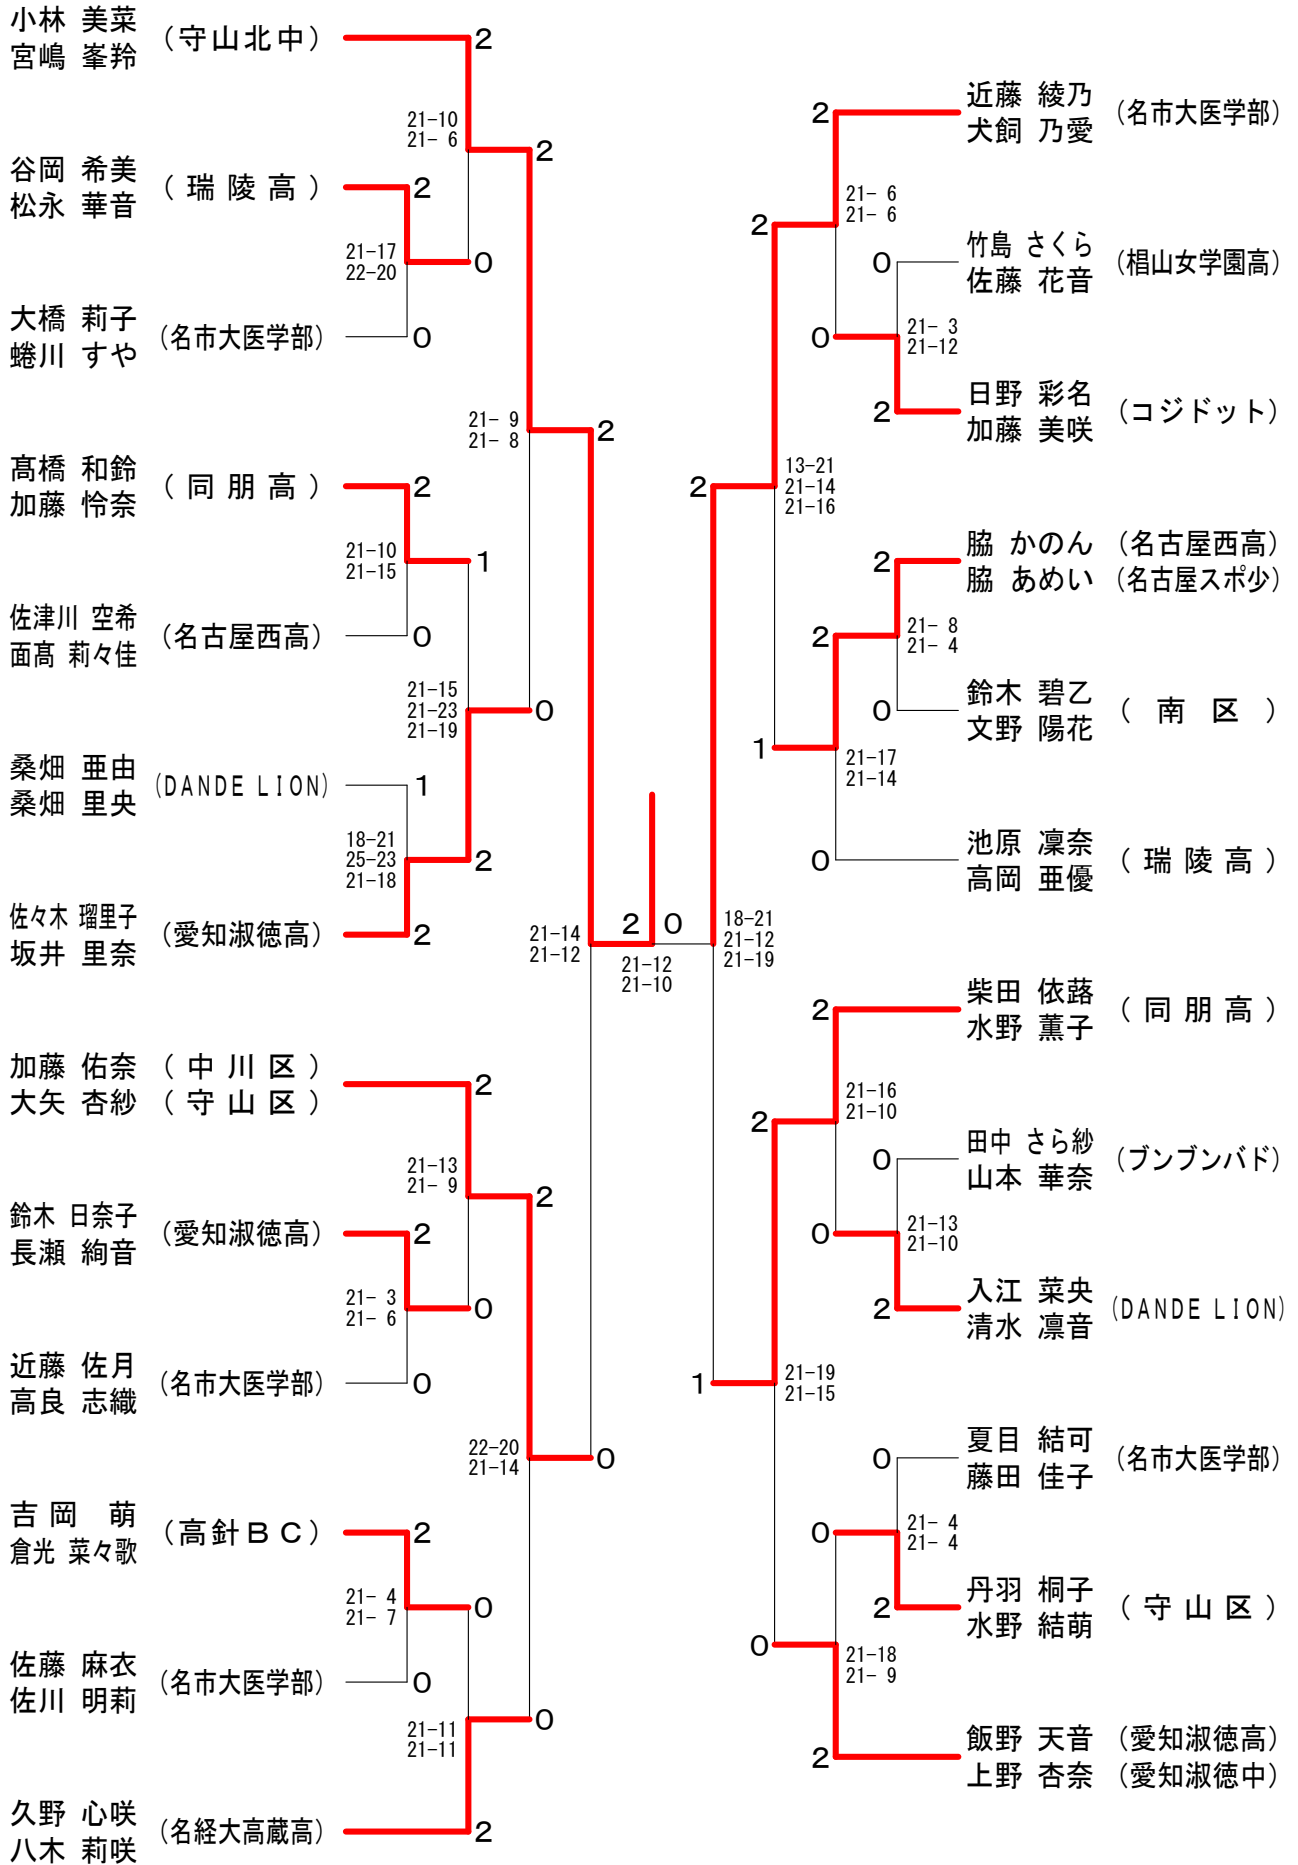 小林 美菜
宮嶋 峯羚
（守山北中）
2
21-10
21- 6
2
谷岡 希美
松永 華音
（ 瑞 陵 高 ）
2
21-17
22-20
0
大橋 莉子
蜷川 すや
（名市大医学部）
0
21- 9
21- 8
2
髙橋 和鈴
加藤 怜奈
（ 同 朋 高 ）
2
21-10
21-15
1
佐津川 空希
面髙 莉々佳
（名古屋西高）
0
21-15
21-23
21-19
0
桑畑 亜由
桑畑 里央
（DANDE LION）
1
18-21
25-23
21-18
2
佐々木 瑠里子
坂井 里奈
（愛知淑徳高）
2
21-14
21-12
2
0
21-12
21-10
加藤 佑奈
大矢 杏紗
（ 中 川 区 ）
（ 守 山 区 ）
2
21-13
21- 9
2
鈴木 日奈子
長瀬 絢音
（愛知淑徳高）
2
21- 3
21- 6
0
近藤 佐月
高良 志織
（名市大医学部）
0
22-20
21-14
0
吉岡 萌
倉光 菜々歌
（高針ＢＣ）
2
21- 4
21- 7
0
佐藤 麻衣
佐川 明莉
（名市大医学部）
0
21-11
21-11
0
久野 心咲
八木 莉咲
（名経大高蔵高）
2
2
近藤 綾乃
犬飼 乃愛
（名市大医学部）
2
21- 6
21- 6
0
竹島 さくら
佐藤 花音
（椙山女学園高）
0
21- 3
21-12
2
日野 彩名
加藤 美咲
（コジドット）
2
13-21
21-14
21-16
2
脇 かのん
脇 あめい
（名古屋西高）
（名古屋スポ少）
2
21- 8
21- 4
0
鈴木 碧乙
文野 陽花
（ 南 区 ）
1
21-17
21-14
0
池原 凜奈
高岡 亜優
（ 瑞 陵 高 ）
18-21
21-12
21-19
2
柴田 依蕗
水野 薫子
（ 同 朋 高 ）
2
21-16
21-10
0
田中 さら紗
山本 華奈
（ブンブンバド）
0
21-13
21-10
2
入江 菜央
清水 凛音
（DANDE LION）
1
21-19
21-15
0
夏目 結可
藤田 佳子
（名市大医学部）
0
21- 4
21- 4
2
丹羽 桐子
水野 結萌
（ 守 山 区 ）
0
21-18
21- 9
2
飯野 天音
上野 杏奈
（愛知淑徳高）
（愛知淑徳中）